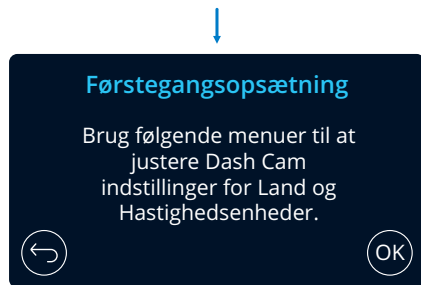 Førstegangsopsætning
Brug følgende menuer til at
justere Dash Cam
indstillinger for Land og
Hastighedsenheder.
OK